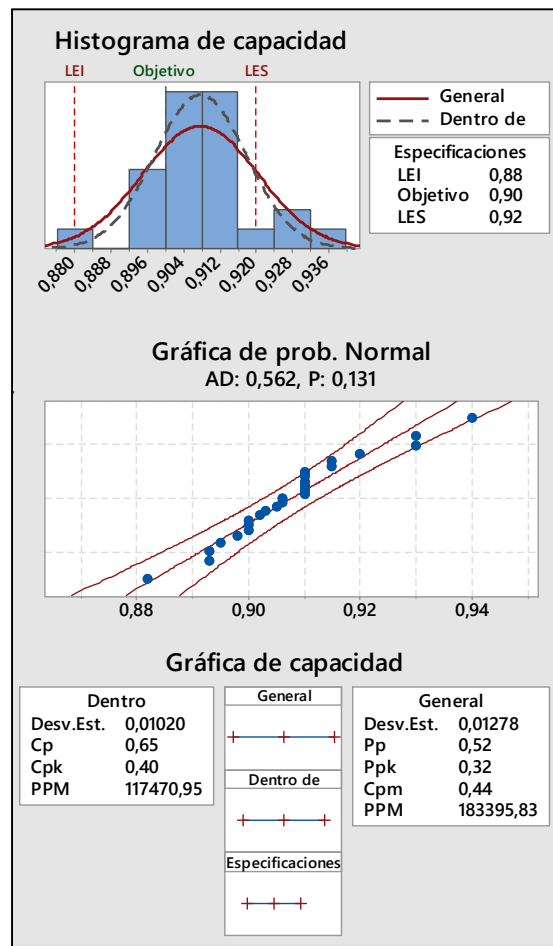 Histograma de capacidad
LEI Objetivo LES
General
Dentro de
Especificaciones
LEI 0,88
Objetivo 0,90
LES 0,92
0,880 0,888 0,896 0,904 0,912 0,920 0,928 0,936
Gráfica de prob. Normal
AD: 0,562, P: 0,131
0,88 0,90 0,92 0,94
Gráfica de capacidad
Dentro
Desv.Est. 0,01020
Cp 0,65
Cpk 0,40
PPM 117470,95
General
Dentro de
Especificaciones
General
Desv.Est. 0,01278
Pp 0,52
Ppk 0,32
Cpm 0,44
PPM 183395,83